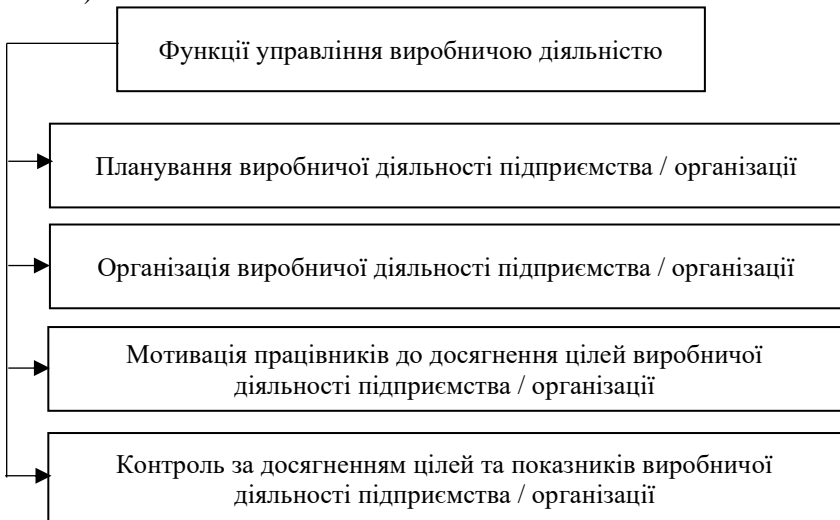 Функції управління виробничою діяльністю
Планування виробничої діяльності підприємства / організації
Організація виробничої діяльності підприємства / організації
Мотивація працівників до досягнення цілей виробничої
діяльності підприємства / організації
Контроль за досягненням цілей та показників виробничої
діяльності підприємства / організації